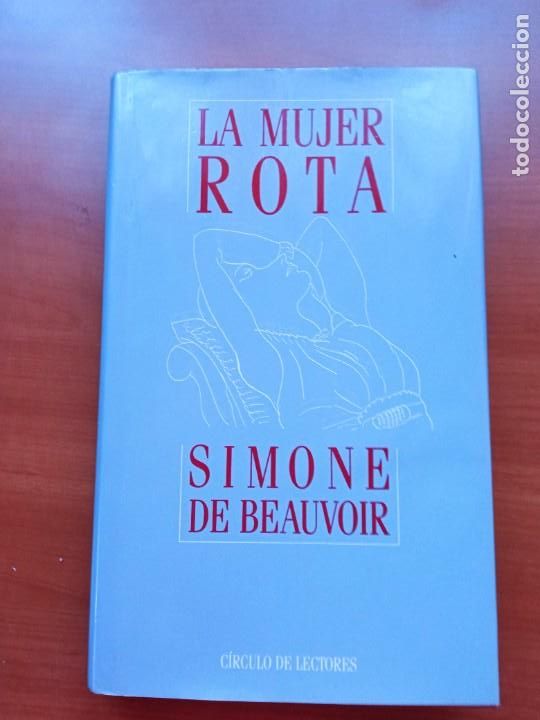 LA MUJER
ROTA
SIMONE
DE BEAUVOIR
CÍRCULO DE LECTORES
todocoleccion